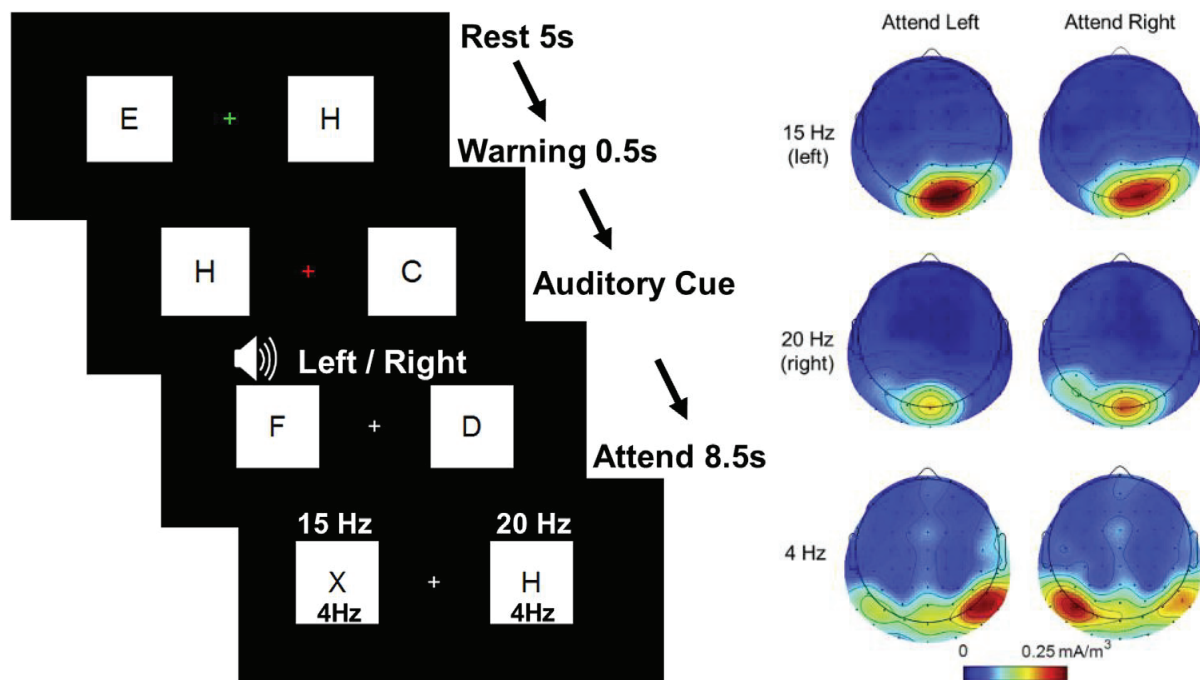 Rest 5s
E + H
Warning 0.5s
H + C
Auditory Cue
Left / Right
F + D
Attend 8.5s
15 Hz 20 Hz
X + H
4Hz 4Hz
Attend Left Attend Right
15 Hz
(left)
20 Hz
(right)
4 Hz
0 0.25 mA/m³